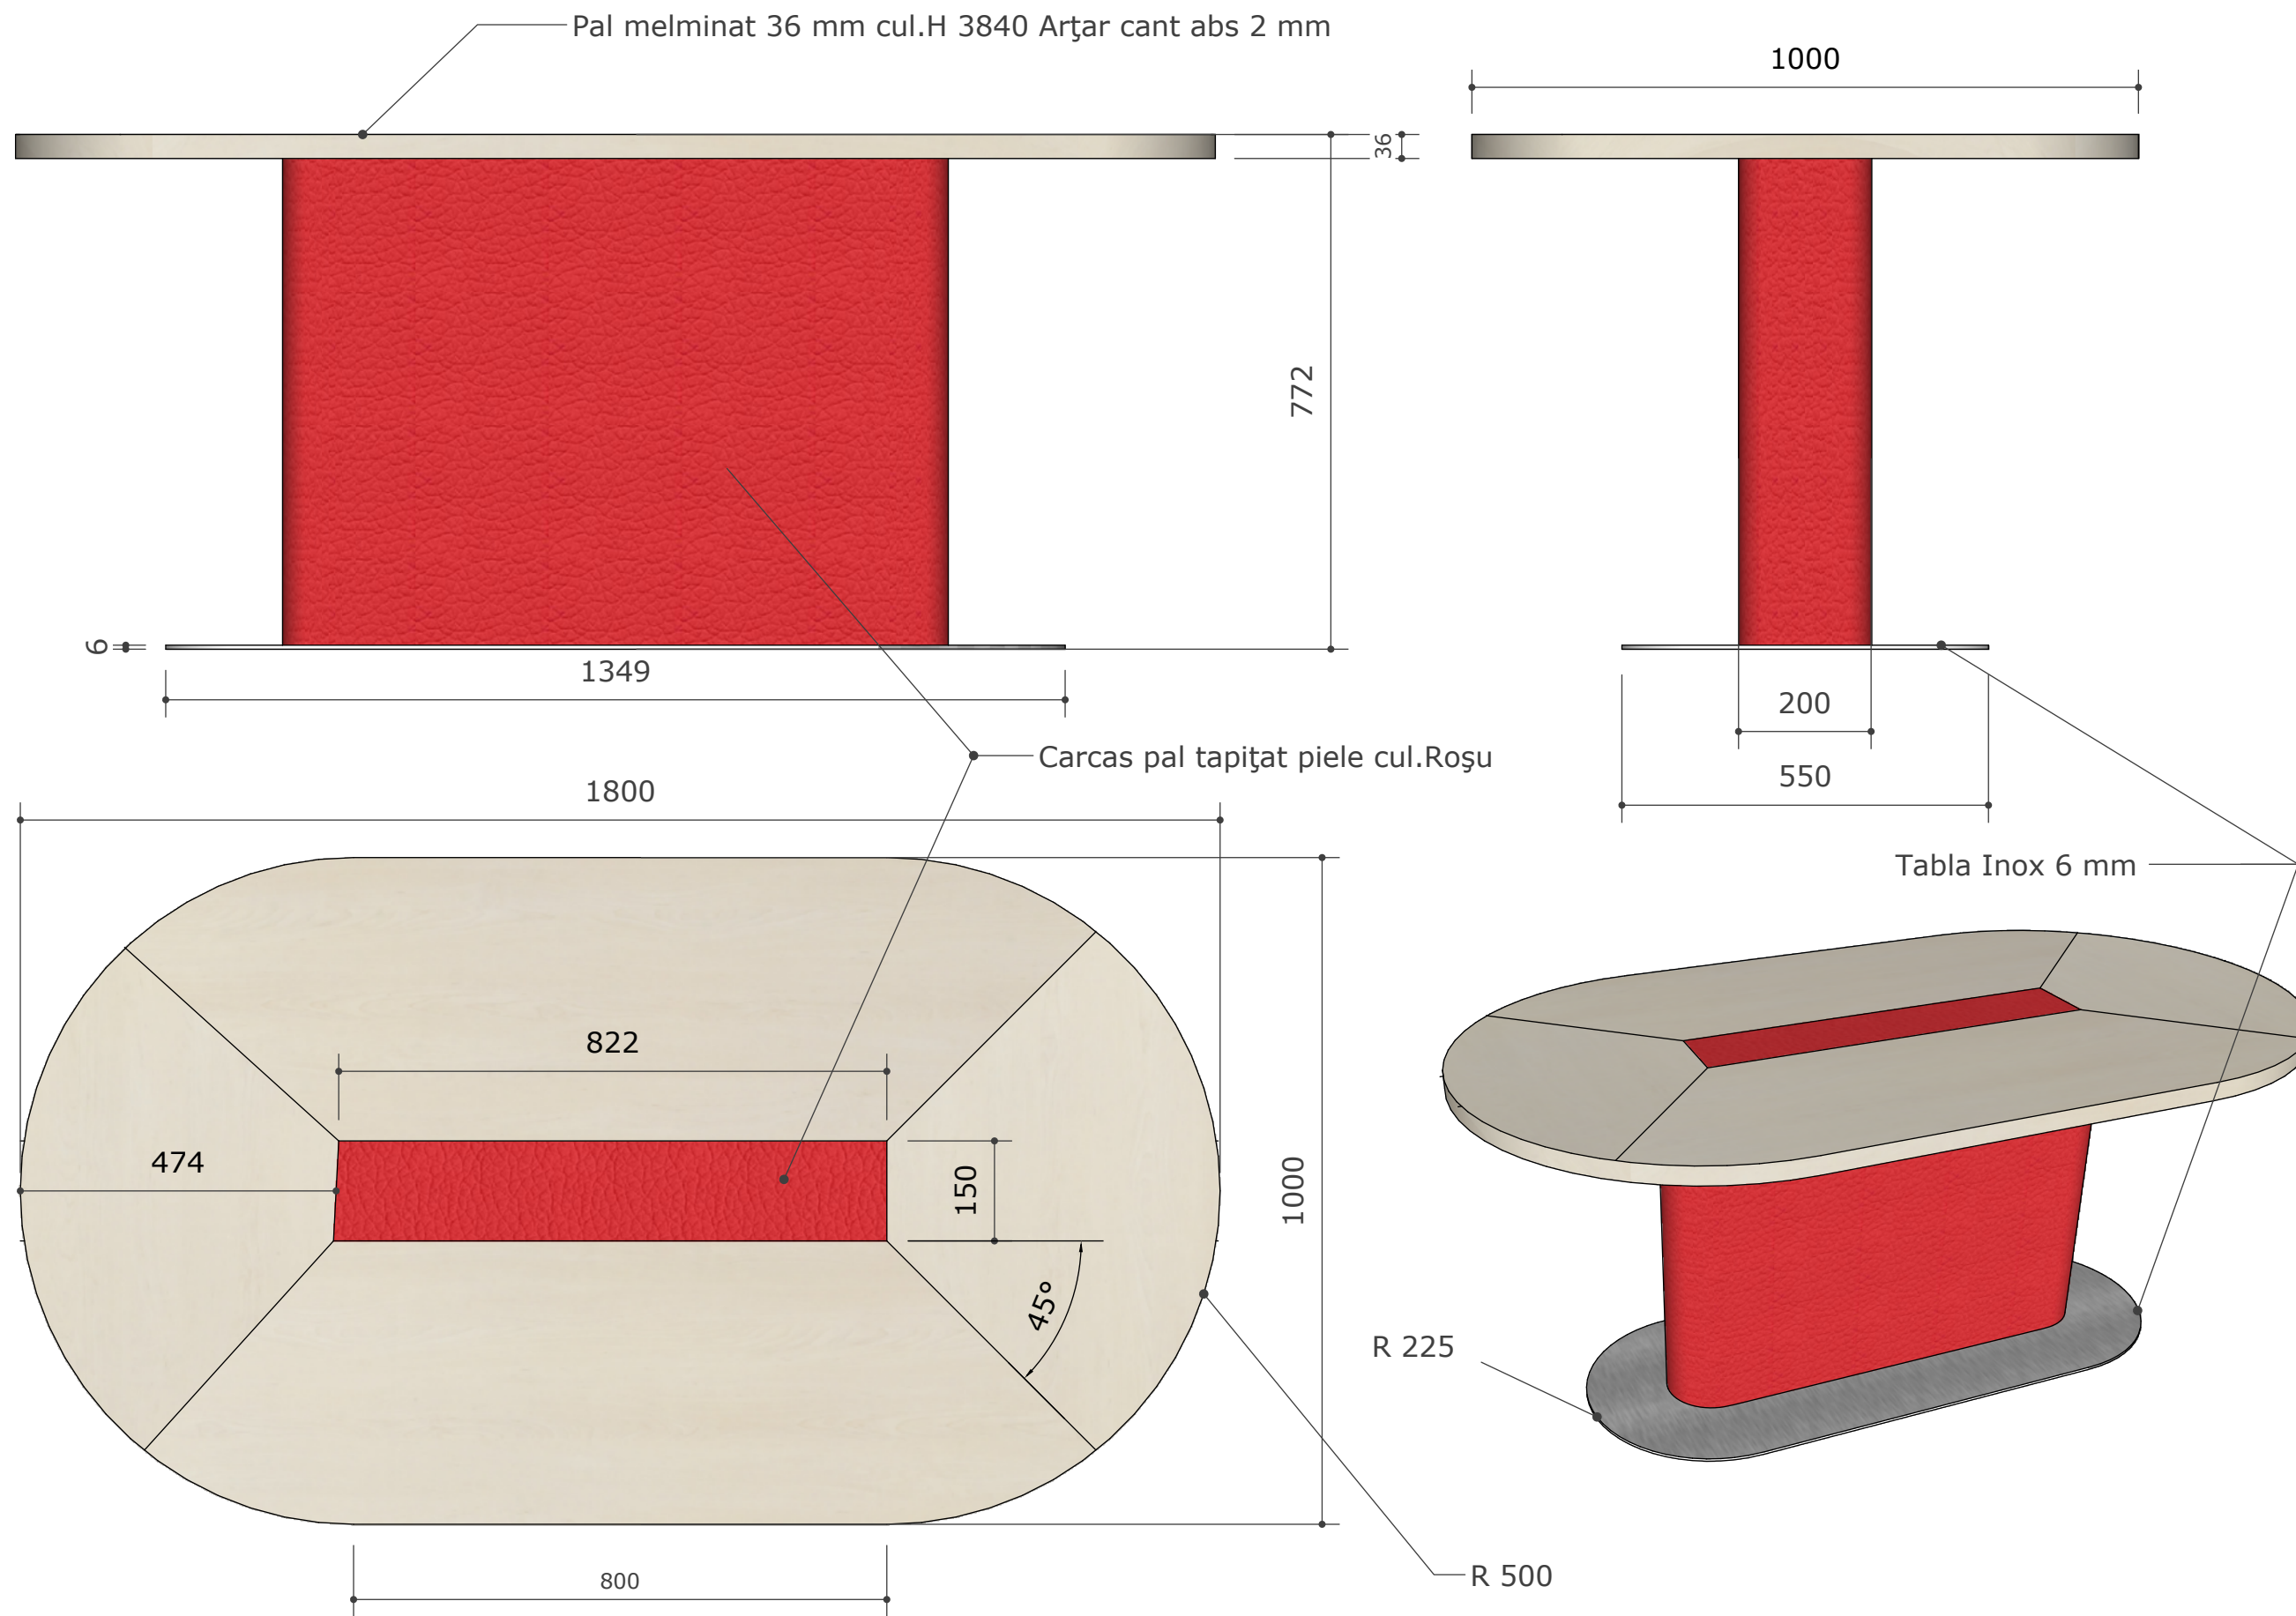 Pal melminat 36 mm cul.H 3840 Arţar cant abs 2 mm
1000
36
772
6
1349
200
550
Carcas pal tapiţat piele cul.Roşu
1800
Tabla Inox 6 mm
822
474
150
1000
45°
R 225
R 500
800